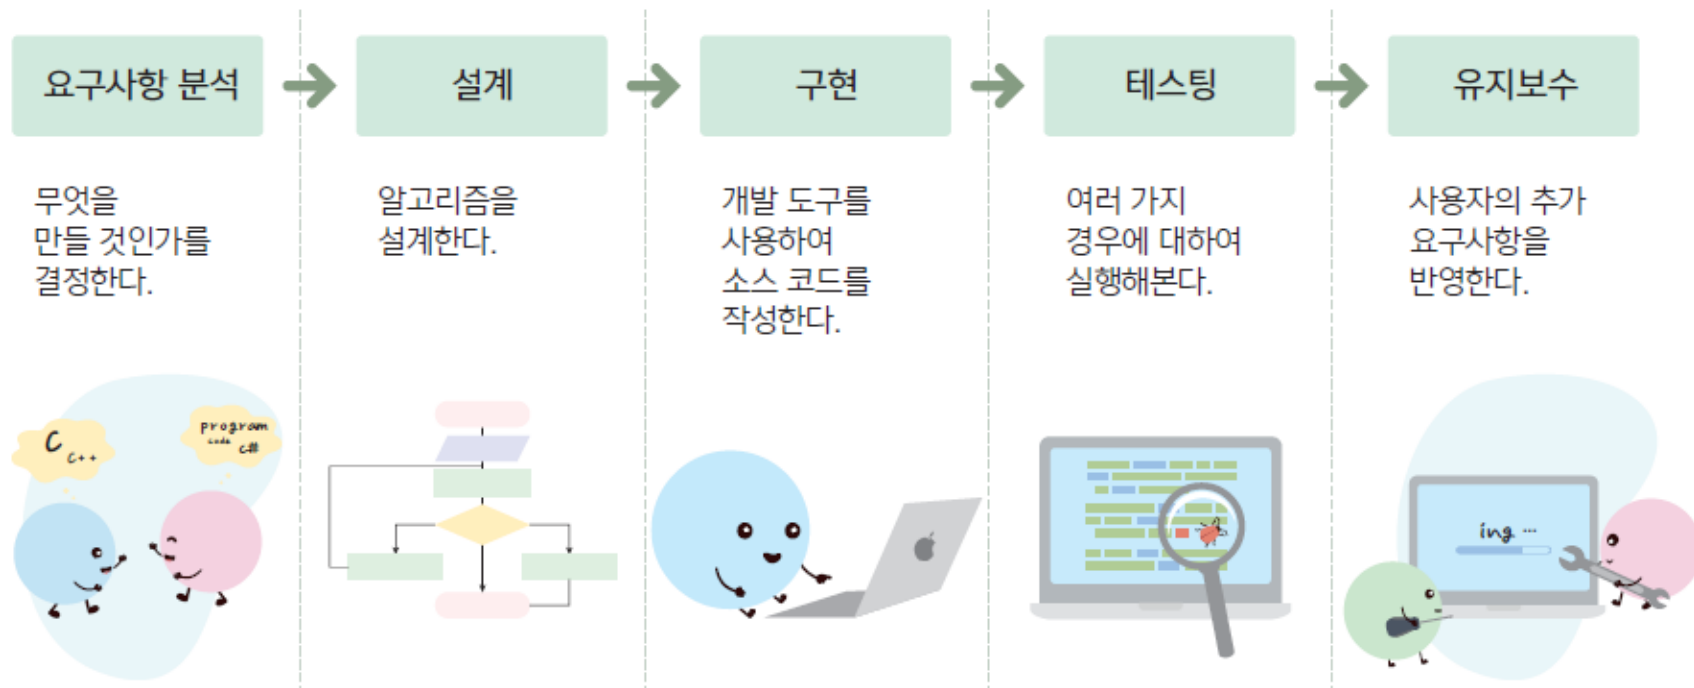 요구사항 분석
설계
구현
테스팅
유지보수
무엇을
만들 것인가를
결정한다.
알고리즘을
설계한다.
개발 도구를
사용하여
소스 코드를
작성한다.
여러 가지
경우에 대하여
실행해본다.
사용자의 추가
요구사항을
반영한다.
C
C++
program
code
C#
ing ...